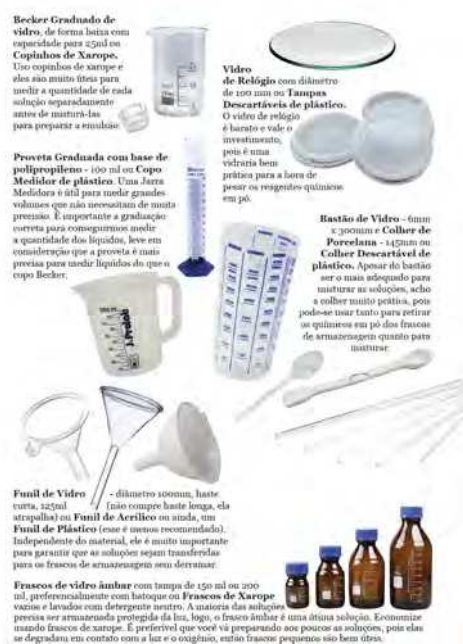 Becker Graduado de
vidro, de forma baixa com
capacidade para 25ml ou
Copinhos de Xarope.
Uso copinhos de xarope e
eles são muito úteis para
medir a quantidade de cada
solução separadamente
antes de misturá-las
para preparar a emulsão.
Vidro
de Relógio com diâmetro
de 100 mm ou Tampas
Descartáveis de plástico.
O vidro de relógio
é barato e vale o
investimento,
pois é uma
vidraria bem
prática para a hora de
pesar os reagentes químicos
em pó.
Proveta Graduada com base de
polipropileno - 100 ml ou Copo
Medidor de plástico. Uma Jarra
Medidora é útil para medir grandes
volumes que não necessitam de muita
precisão. É importante a graduação
correta para conseguirmos medir
a quantidade dos líquidos, leve em
consideração que a proveta é mais
precisa para medir líquidos do que o
copo Becker.
Bastão de Vidro - 6mm
x 300mm e Colher de
Porcelana - 145mm ou
Colher Descartável de
plástico. Apesar do bastão
ser o mais adequado para
misturar as soluções, acho
a colher muito prática, pois
pode-se usar tanto para retirar
os químicos em pó dos frascos
de armazenagem quanto para
misturar.
J.Prolab
Funil de Vidro - diâmetro 100mm, haste
curta, 125ml (não compre haste longa, ela
atrapalha) ou Funil de Acrílico ou ainda, um
Funil de Plástico (esse é menos recomendado).
Independente do material, ele é muito importante
para garantir que as soluções sejam transferidas
para os frascos de armazenagem sem derramar.
Frascos de vidro âmbar com tampa de 150 ml ou 200
ml, preferencialmente com batoque ou Frascos de Xarope
vazios e lavados com detergente neutro. A maioria das soluções
precisa ser armazenada protegida da luz, logo, o frasco âmbar é uma ótima solução. Economize
usando frascos de xarope. É preferível que você vá preparando aos poucos as soluções, pois elas
se degradam em contato com a luz e o oxigênio, então frascos pequenos são bem úteis.